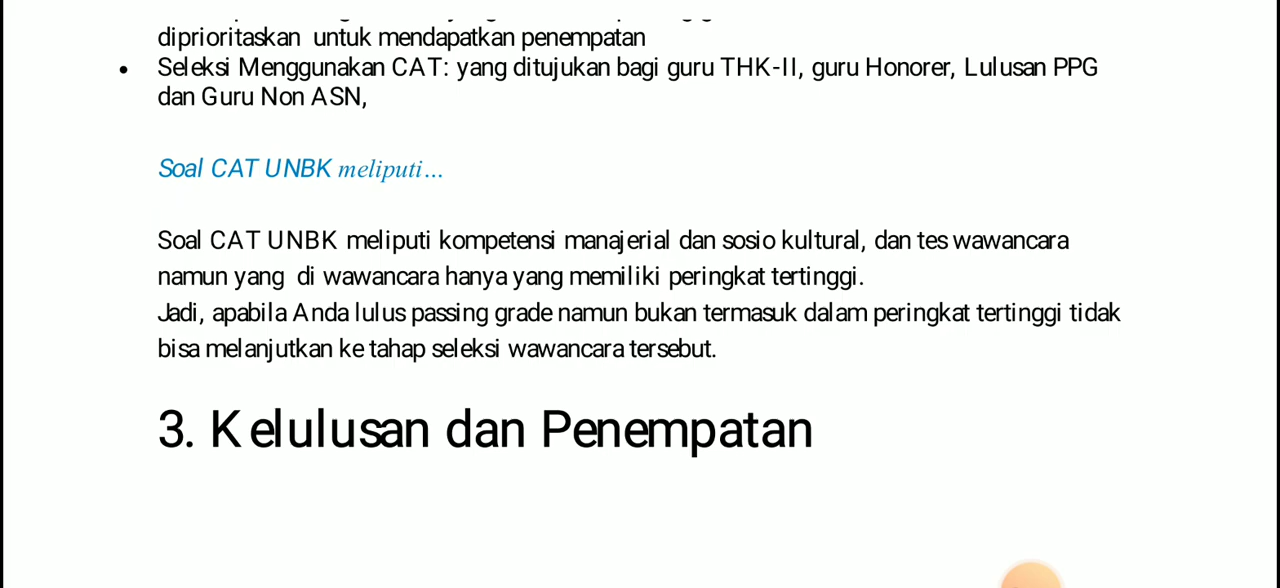 diprioritaskan untuk mendapatkan penempatan
• Seleksi Menggunakan CAT: yang ditujukan bagi guru THK-II, guru Honorer, Lulusan PPG
dan Guru Non ASN,
Soal CAT UNBK meliputi...
Soal CAT UNBK meliputi kompetensi manajerial dan sosio kultural, dan tes wawancara
namun yang di wawancara hanya yang memiliki peringkat tertinggi.
Jadi, apabila Anda lulus passing grade namun bukan termasuk dalam peringkat tertinggi tidak
bisa melanjutkan ke tahap seleksi wawancara tersebut.
3. Kelulusan dan Penempatan